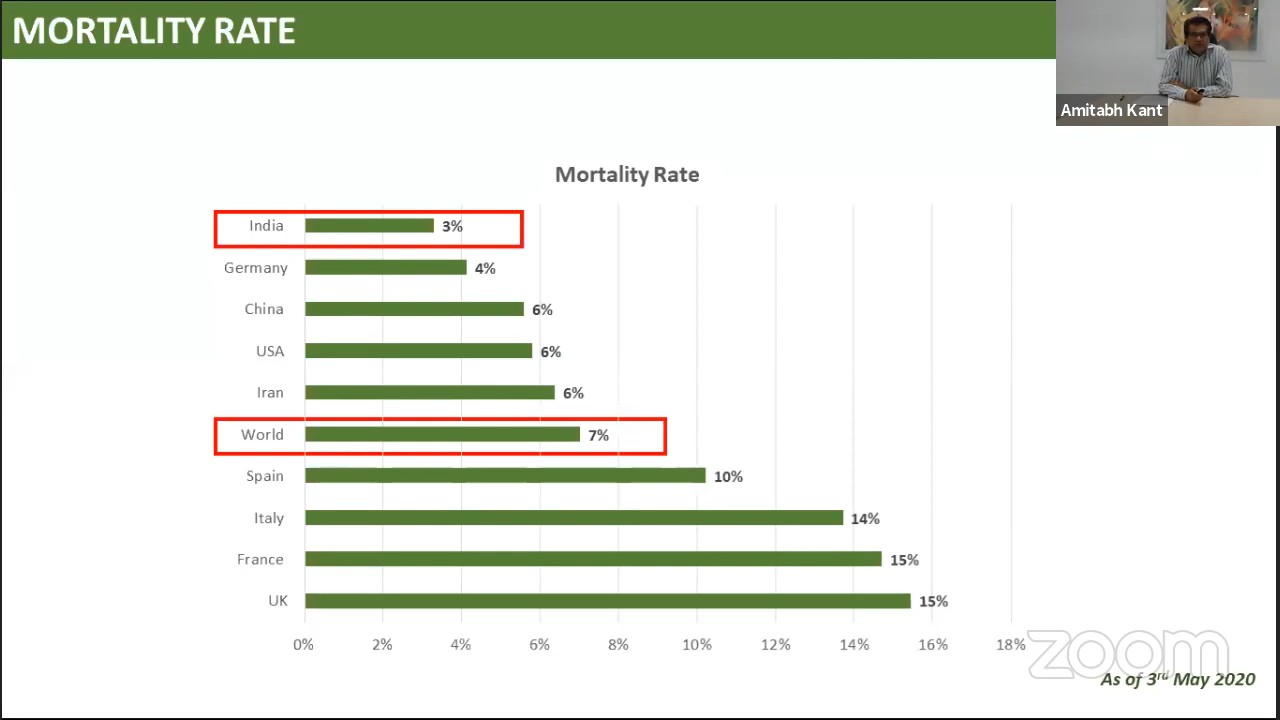 MORTALITY RATE
Amitabh Kant
Mortality Rate
India 3%
Germany 4%
China 6%
USA 6%
Iran 6%
World 7%
Spain 10%
Italy 14%
France 15%
UK 15%
0% 2% 4% 6% 8% 10% 12% 14% 16% 18%
zoom
As of 3rd May 2020